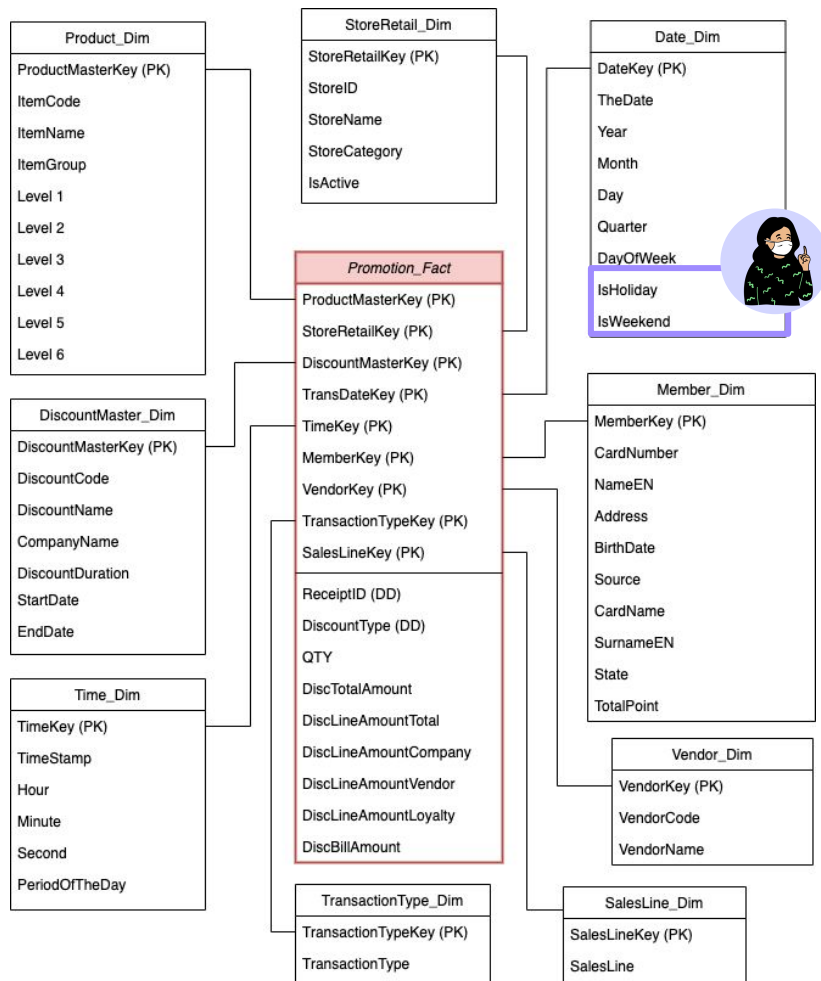 Product_Dim
ProductMasterKey (PK)
ItemCode
ItemName
ItemGroup
Level 1
Level 2
Level 3
Level 4
Level 5
Level 6
StoreRetail_Dim
StoreRetailKey (PK)
StoreID
StoreName
StoreCategory
IsActive
Date_Dim
DateKey (PK)
TheDate
Year
Month
Day
Quarter
DayOfWeek
IsHoliday
IsWeekend
Promotion_Fact
ProductMasterKey (PK)
StoreRetailKey (PK)
DiscountMasterKey (PK)
TransDateKey (PK)
TimeKey (PK)
MemberKey (PK)
VendorKey (PK)
TransactionTypeKey (PK)
SalesLineKey (PK)
ReceiptID (DD)
DiscountType (DD)
QTY
DiscTotalAmount
DiscLineAmountTotal
DiscLineAmountCompany
DiscLineAmountVendor
DiscLineAmountLoyalty
DiscBillAmount
DiscountMaster_Dim
DiscountMasterKey (PK)
DiscountCode
DiscountName
CompanyName
DiscountDuration
StartDate
EndDate
Member_Dim
MemberKey (PK)
CardNumber
NameEN
Address
BirthDate
Source
CardName
SurnameEN
State
TotalPoint
Time_Dim
TimeKey (PK)
TimeStamp
Hour
Minute
Second
PeriodOfTheDay
Vendor_Dim
VendorKey (PK)
VendorCode
VendorName
TransactionType_Dim
TransactionTypeKey (PK)
TransactionType
SalesLine_Dim
SalesLineKey (PK)
SalesLine